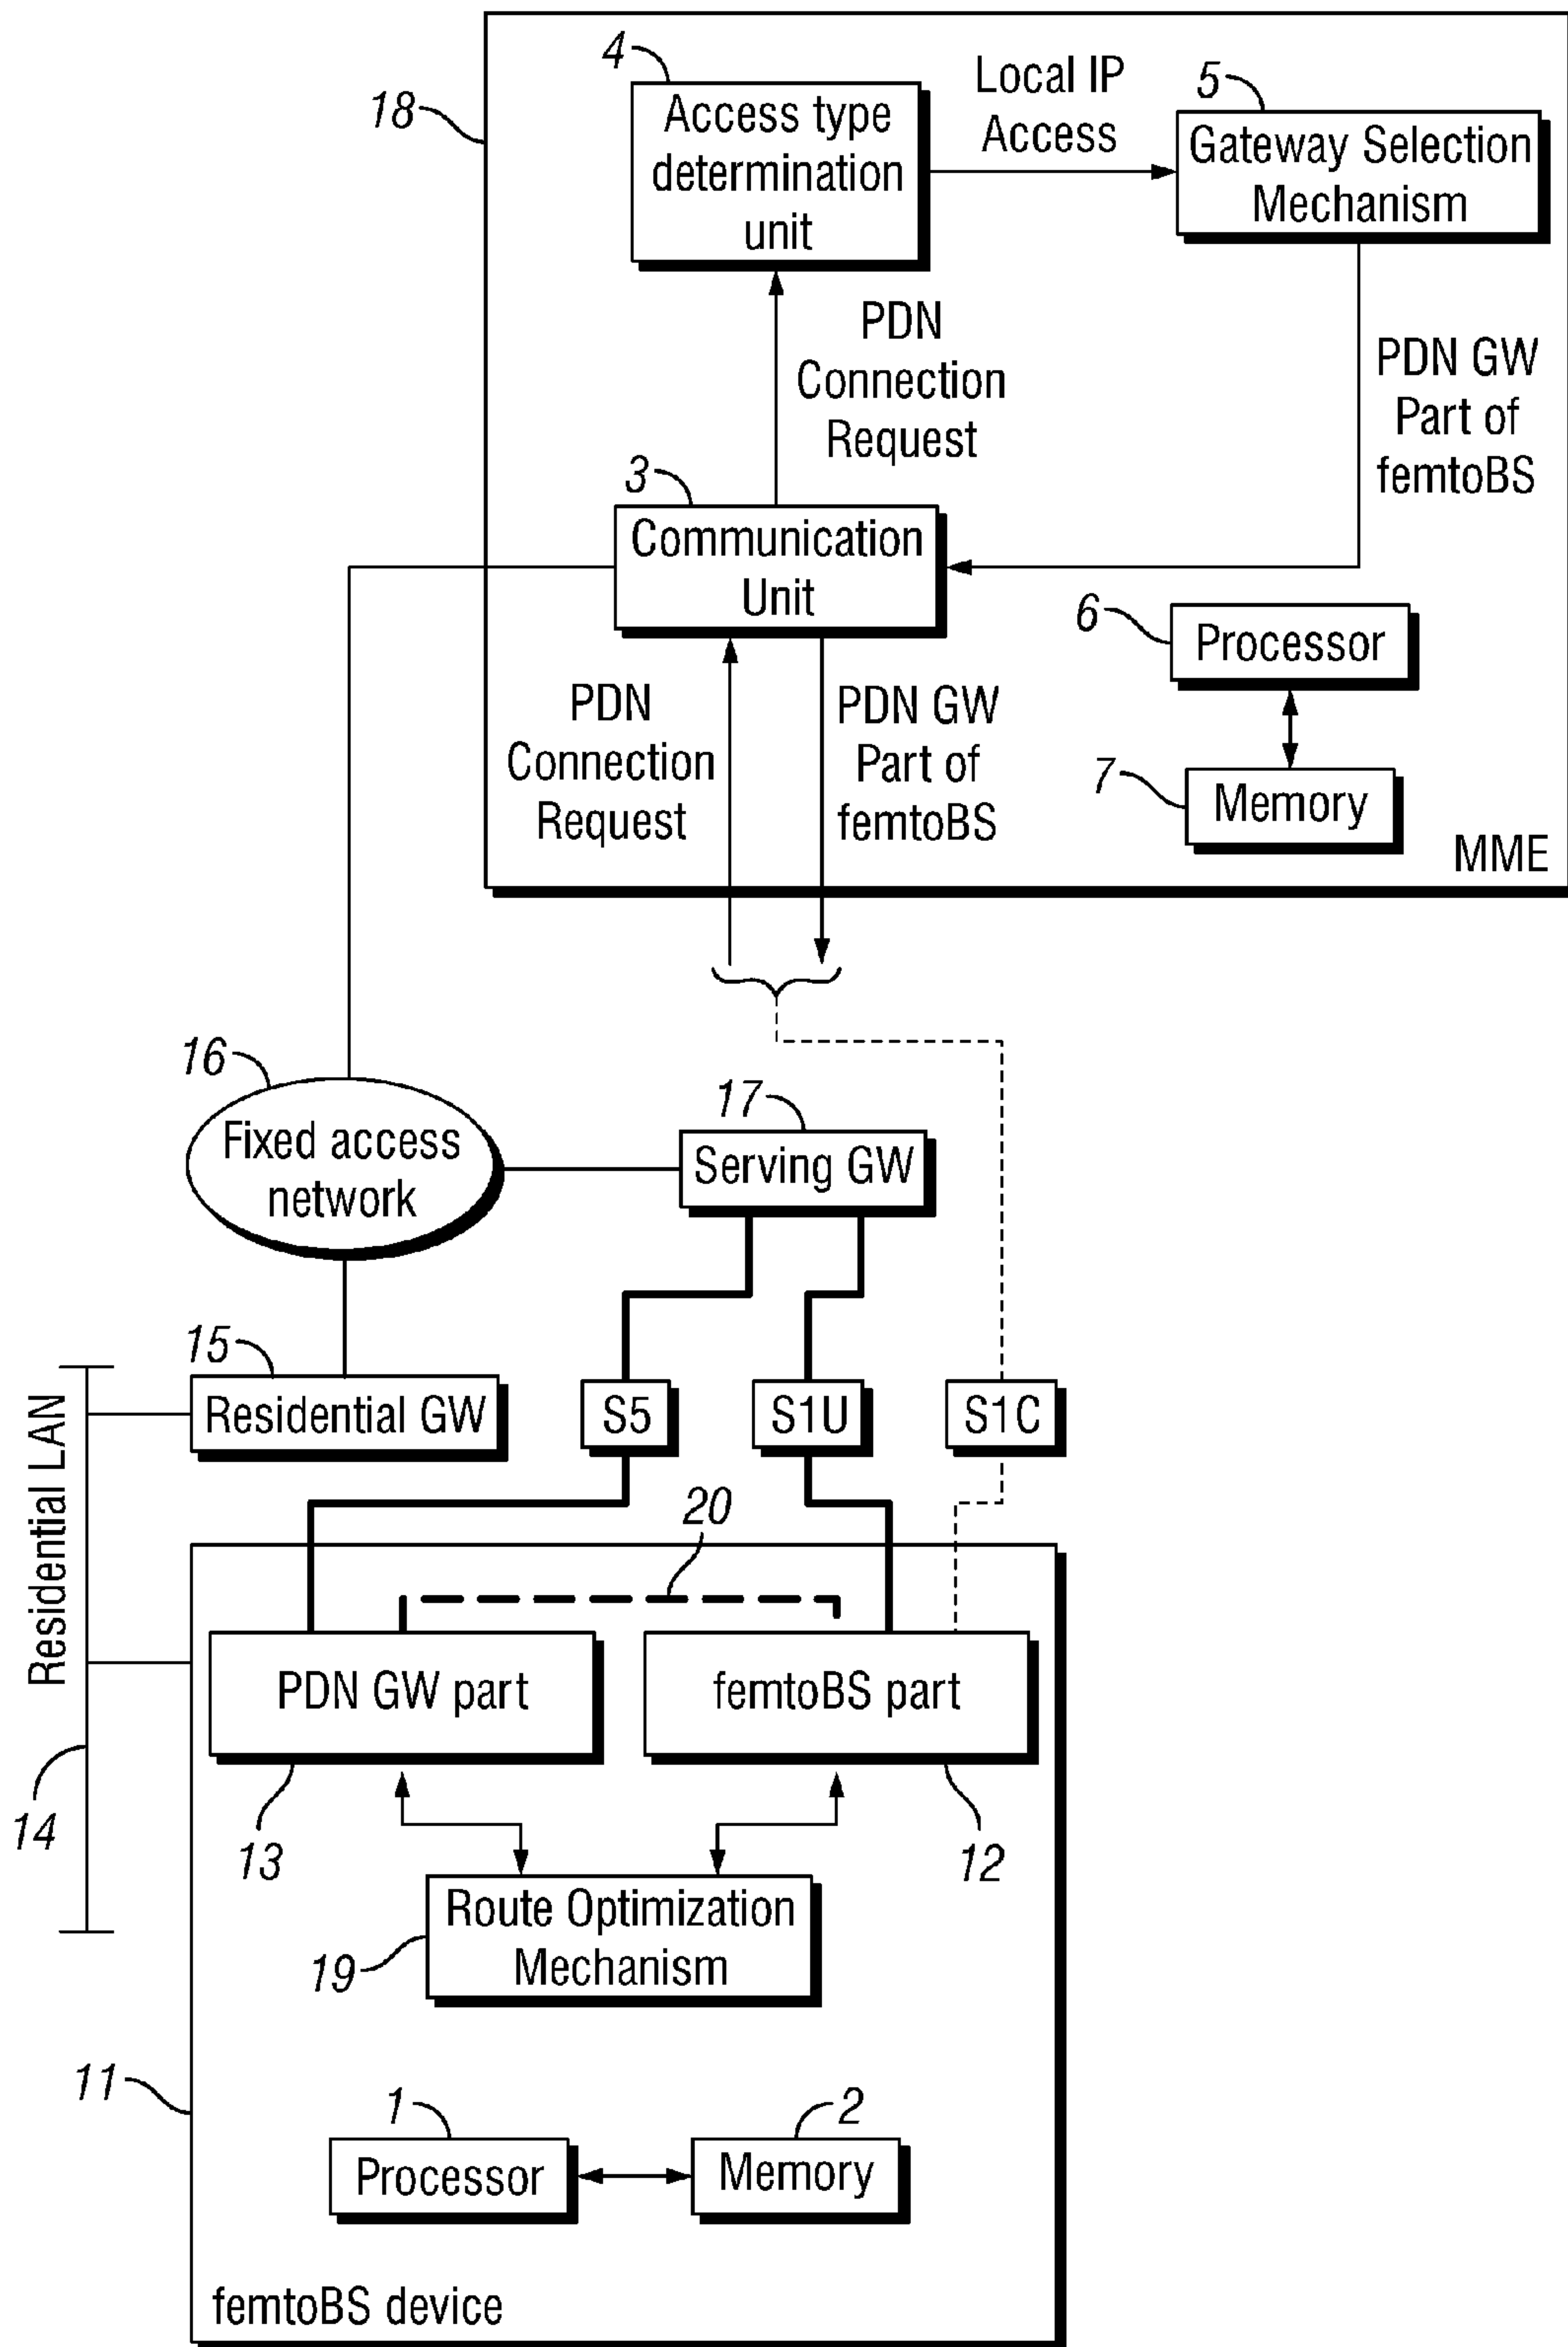 4
Local IP
Access
5
18
Access type
determination
unit
Gateway Selection
Mechanism
PDN
Connection
Request
PDN GW
Part of
femtoBS
3
Communication
Unit
6
Processor
PDN
Connection
Request
PDN GW
Part of
femtoBS
7
Memory
MME
16
17
Fixed access
network
Serving GW
15
Residential GW
S5
S1U
S1C
Residential LAN
20
PDN GW part
femtoBS part
14
13
12
Route Optimization
Mechanism
19
11
1
2
Processor
Memory
femtoBS device